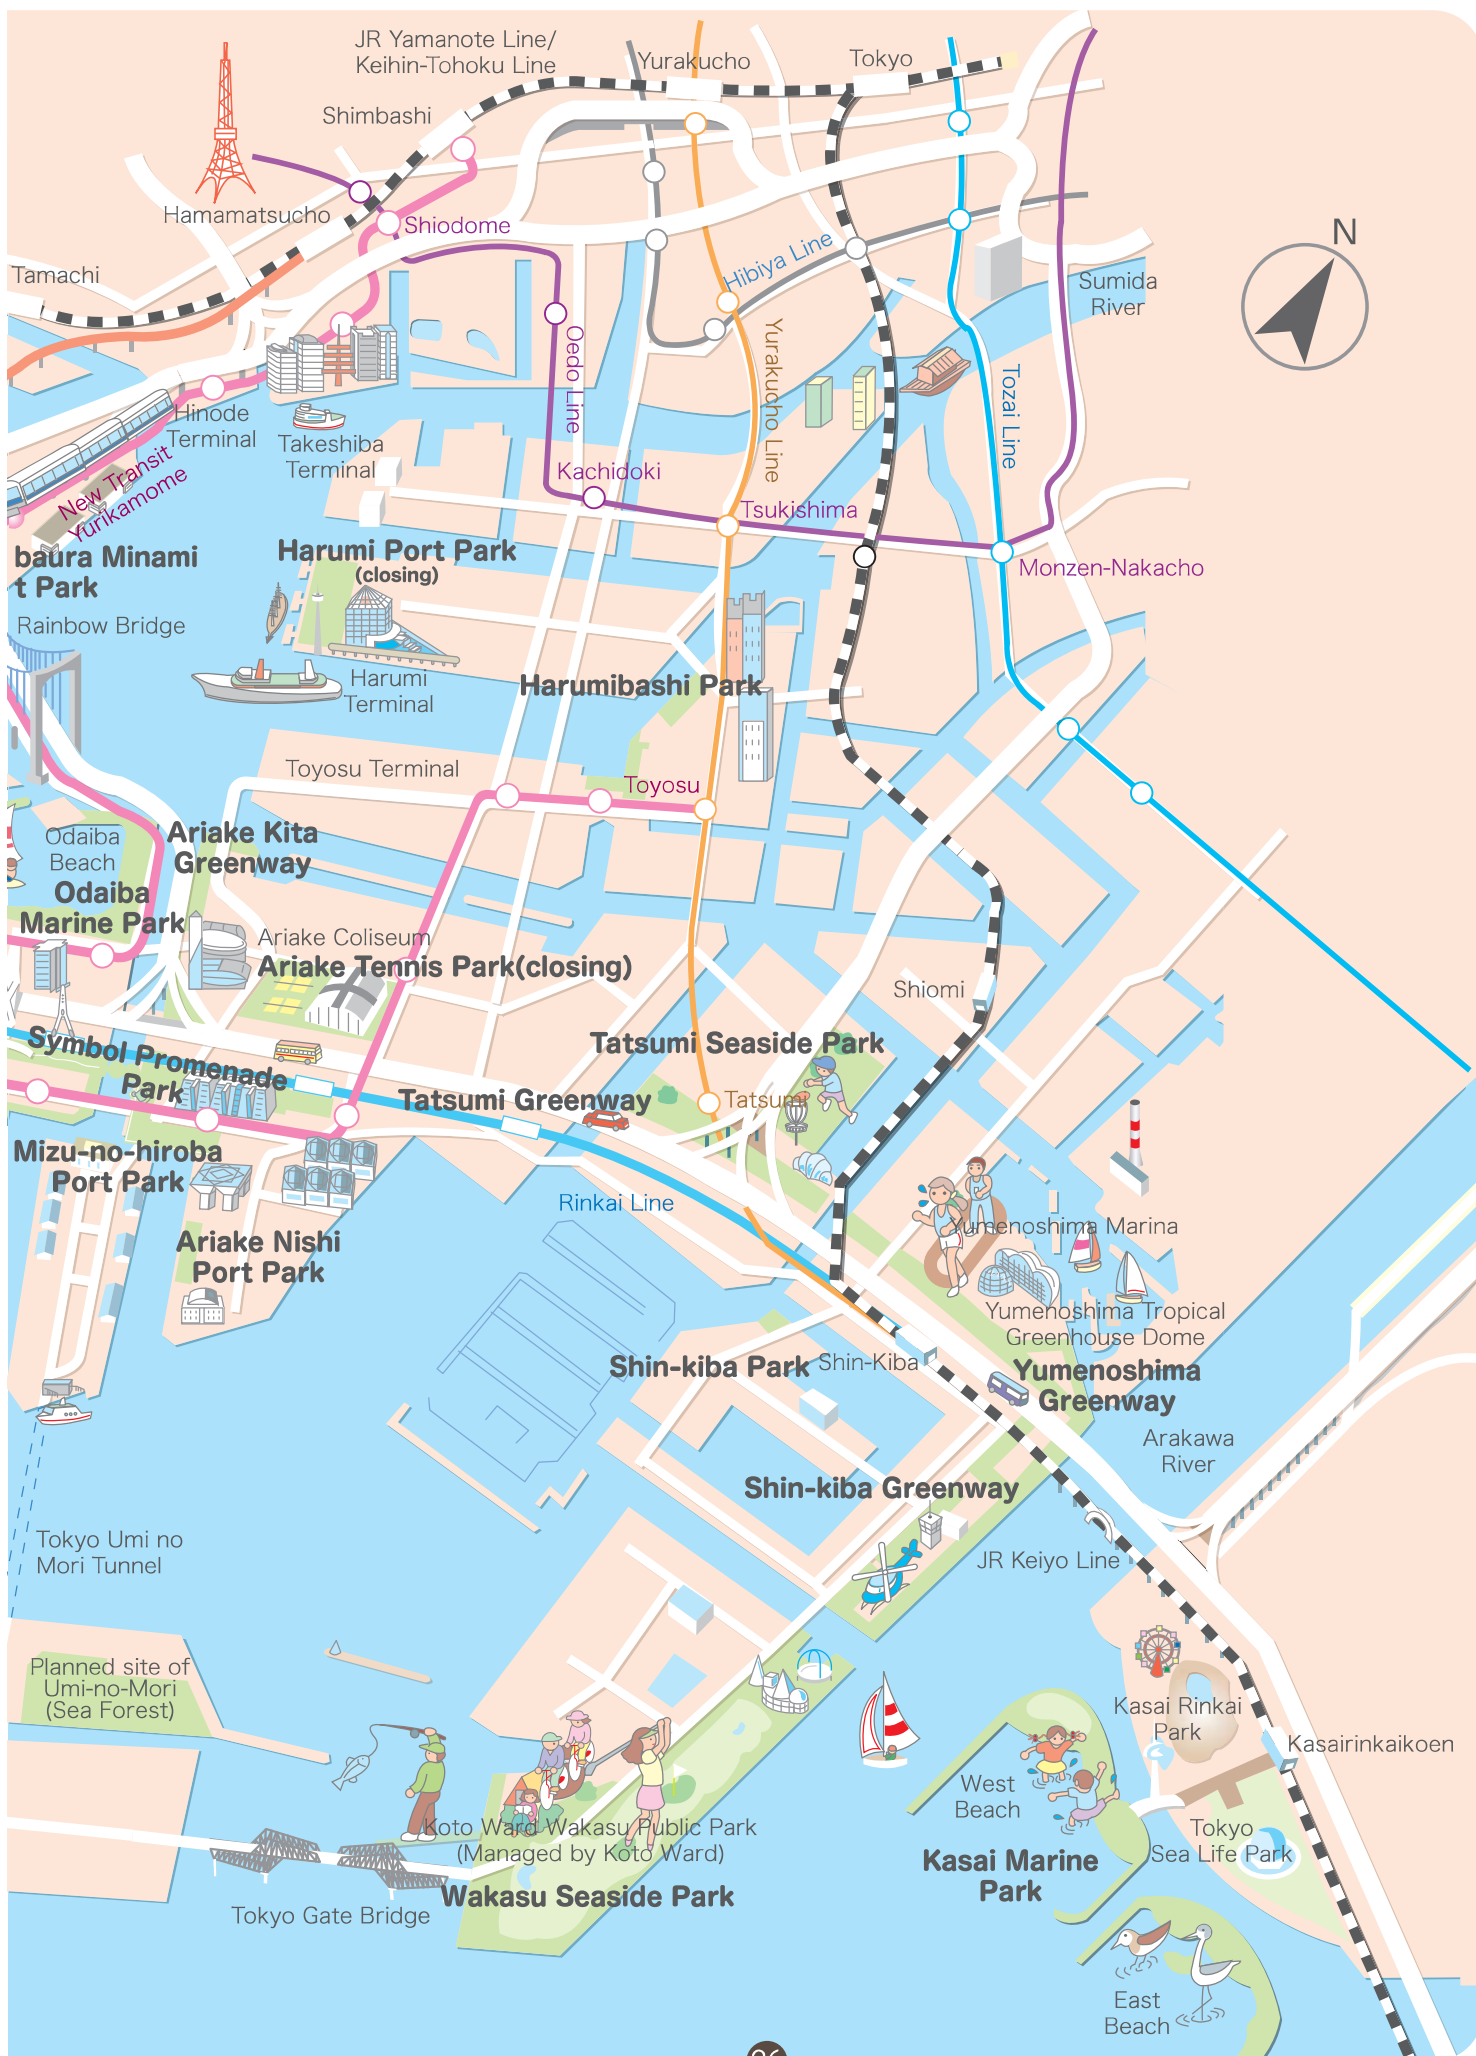 JR Yamanote Line/
Keihin-Tohoku Line
Yurakucho
Tokyo
Shimbashi
Hamamatsucho
Shiodome
N
Tamachi
Hibiya Line
Sumida
River
Oedo Line
Yurakucho Line
Tozai Line
Hinode
Terminal
Takeshiba
Terminal
New Transit
Yurikamome
Kachidoki
Tsukishima
baura Minami
t Park
Harumi Port Park
(closing)
Monzen-Nakacho
Rainbow Bridge
Harumi
Terminal
Harumibashi Park
Toyosu Terminal
Toyosu
Odaiba
Beach
Ariake Kita
Greenway
Odaiba
Marine Park
Ariake Coliseum
Ariake Tennis Park(closing)
Shiomi
Symbol Promenade
Park
Tatsumi Seaside Park
Tatsumi Greenway
Tatsumi
Mizu-no-hiroba
Port Park
Rinkai Line
Yumenoshima Marina
Ariake Nishi
Port Park
Yumenoshima Tropical
Greenhouse Dome
Shin-kiba Park
Shin-Kiba
Yumenoshima
Greenway
Arakawa
River
Shin-kiba Greenway
Tokyo Umi no
Mori Tunnel
JR Keiyo Line
Planned site of
Umi-no-Mori
(Sea Forest)
Kasai Rinkai
Park
Kasairinkaikoen
West
Beach
Koto Ward Wakasu Public Park
(Managed by Koto Ward)
Tokyo
Sea Life Park
Kasai Marine
Park
Wakasu Seaside Park
Tokyo Gate Bridge
East
Beach